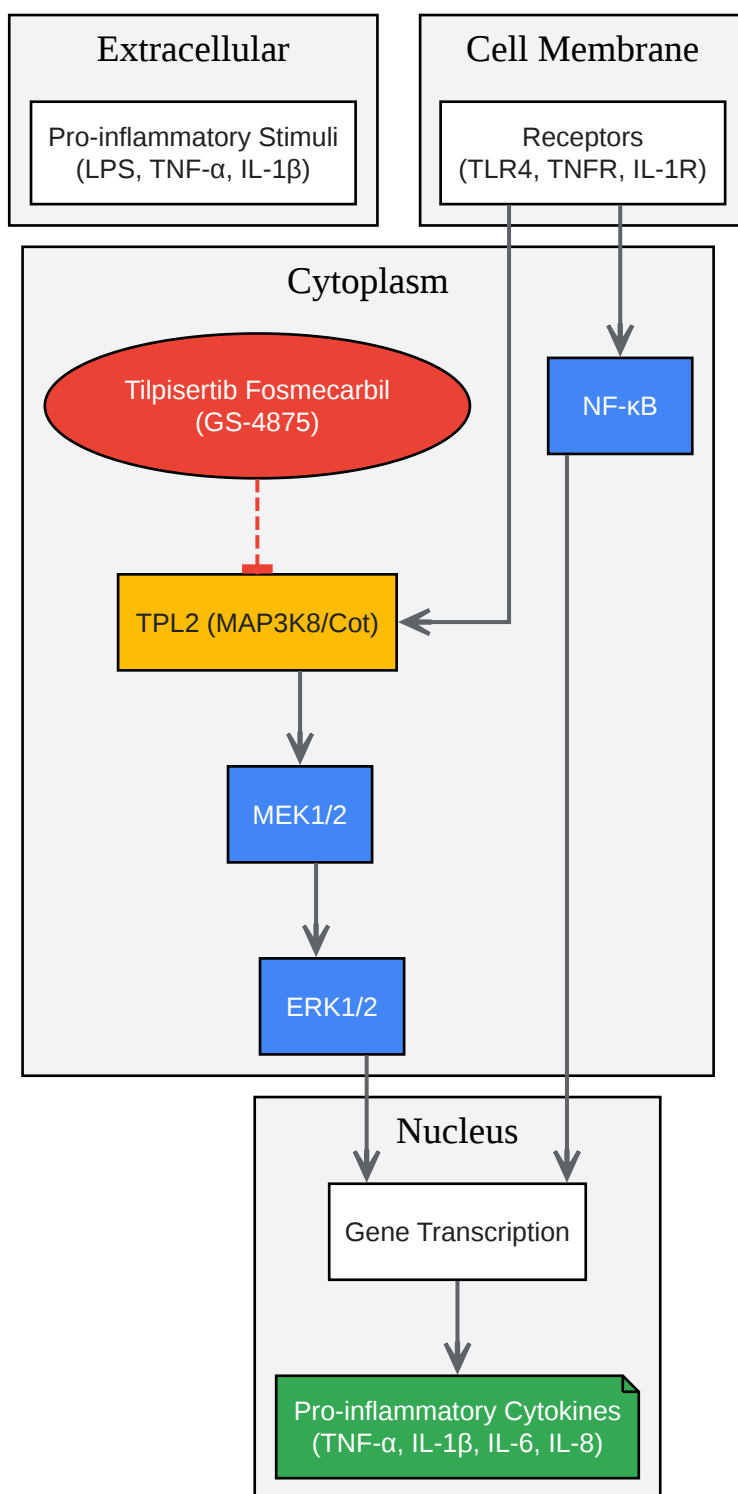 Extracellular
Pro-inflammatory Stimuli
(LPS, TNF-α, IL-1β)
Cell Membrane
Receptors
(TLR4, TNFR, IL-1R)
Cytoplasm
Tilpisertib Fosmecarbil
(GS-4875)
NF-κB
TPL2 (MAP3K8/Cot)
MEK1/2
ERK1/2
Nucleus
Gene Transcription
Pro-inflammatory Cytokines
(TNF-α, IL-1β, IL-6, IL-8)